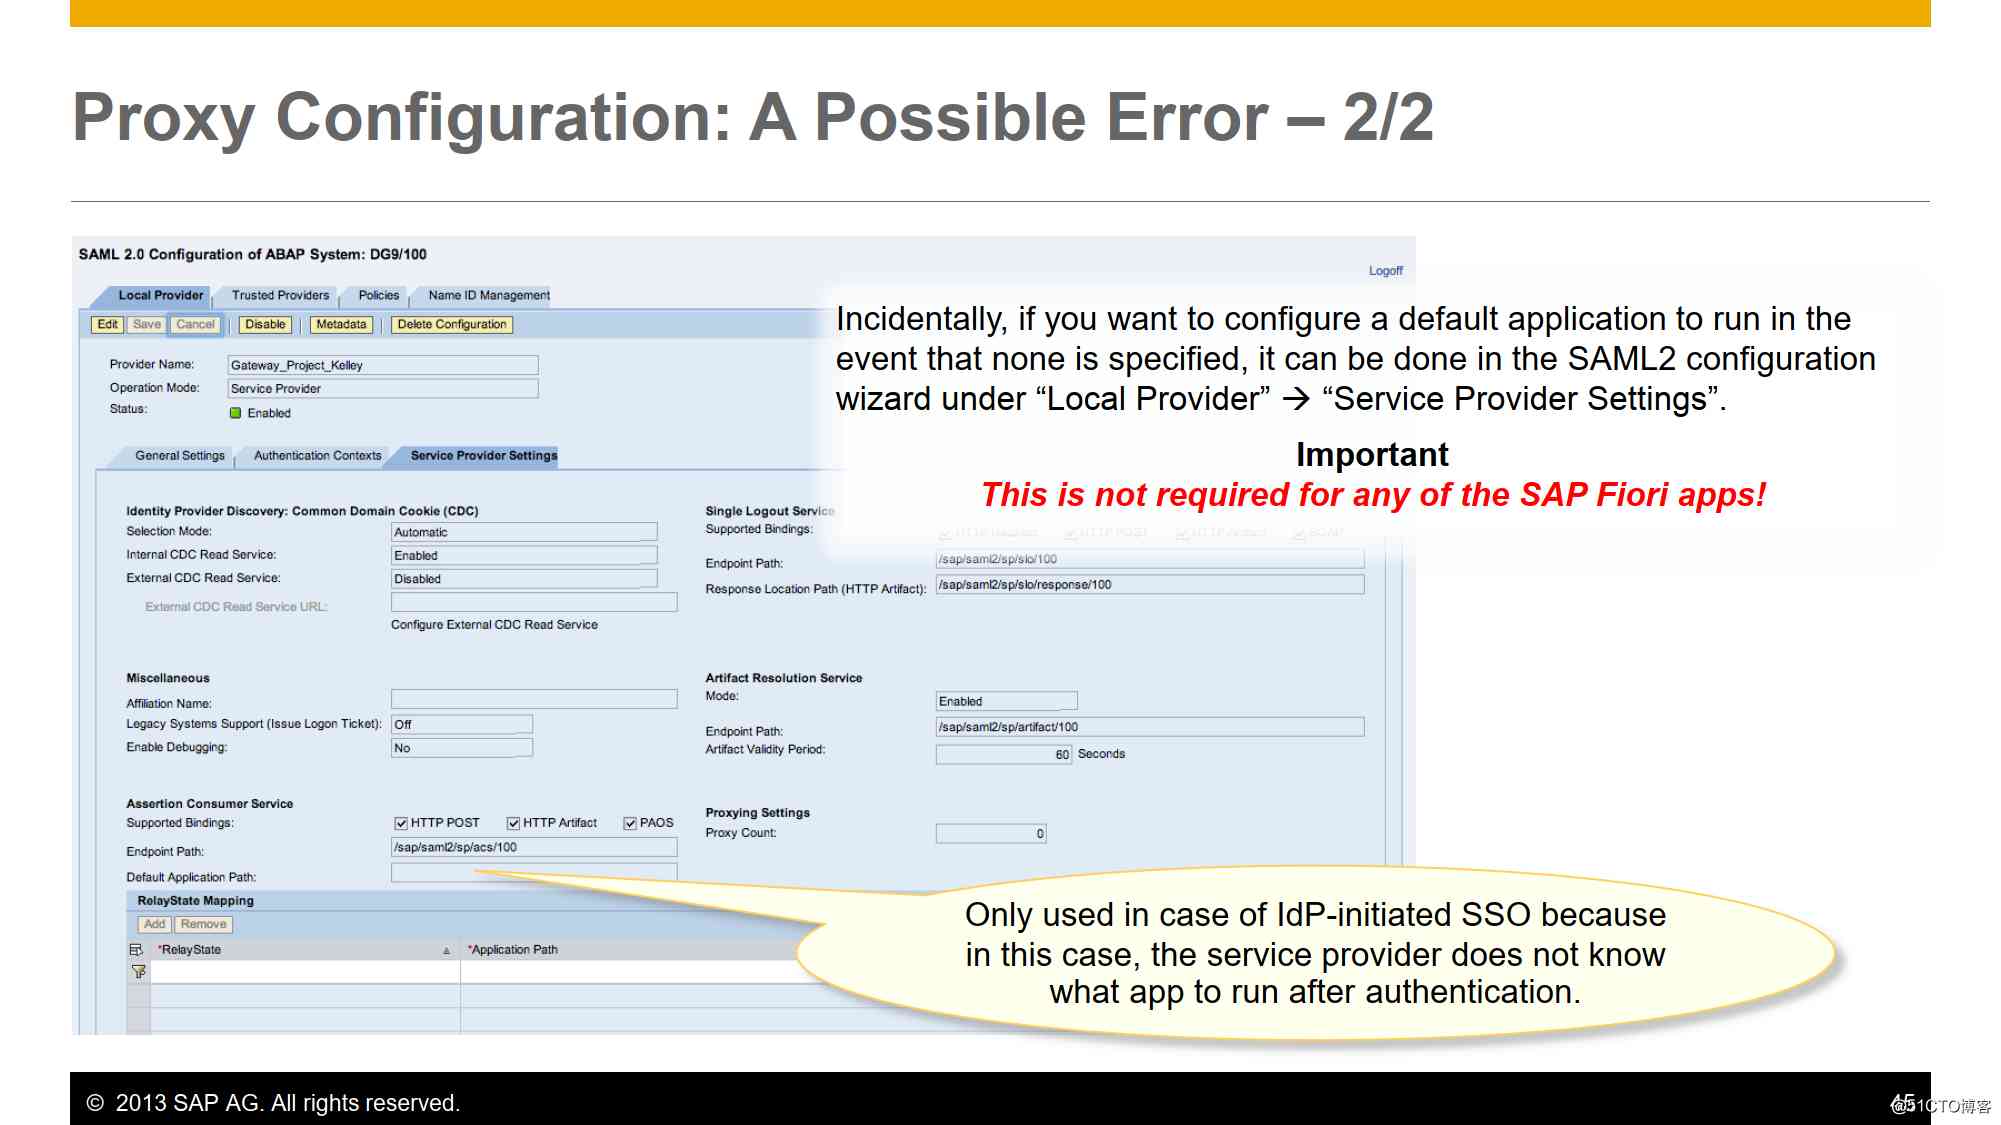 Proxy Configuration: A Possible Error – 2/2
SAML 2.0 Configuration of ABAP System: DG9/100
Logoff
Local Provider Trusted Providers Policies Name ID Management
Edit Save Cancel Disable Metadata Delete Configuration
Incidentally, if you want to configure a default application to run in the
event that none is specified, it can be done in the SAML2 configuration
wizard under “Local Provider” → “Service Provider Settings”.
Important
This is not required for any of the SAP Fiori apps!
Provider Name: Gateway_Project_Kelley
Operation Mode: Service Provider
Status: Enabled
General Settings Authentication Contexts Service Provider Settings
Identity Provider Discovery: Common Domain Cookie (CDC)
Selection Mode: Automatic
Internal CDC Read Service: Enabled
External CDC Read Service: Disabled
External CDC Read Service URL:
Configure External CDC Read Service
Single Logout Service
Supported Bindings: HTTP POST HTTP Artifact SOAP
Endpoint Path: /sap/saml2/sp/slo/100
Response Location Path (HTTP Artifact): /sap/saml2/sp/slo/response/100
Miscellaneous
Affiliation Name:
Legacy Systems Support (Issue Logon Ticket): Off
Enable Debugging: No
Artifact Resolution Service
Mode: Enabled
Endpoint Path: /sap/saml2/sp/artifact/100
Artifact Validity Period: 60 Seconds
Assertion Consumer Service
Supported Bindings: HTTP POST HTTP Artifact PAOS
Endpoint Path: /sap/saml2/sp/acs/100
Default Application Path:
Proxying Settings
Proxy Count: 0
RelayState Mapping
Add Remove
*RelayState *Application Path
Only used in case of IdP-initiated SSO because
in this case, the service provider does not know
what app to run after authentication.
© 2013 SAP AG. All rights reserved.
45
@51CTO博客